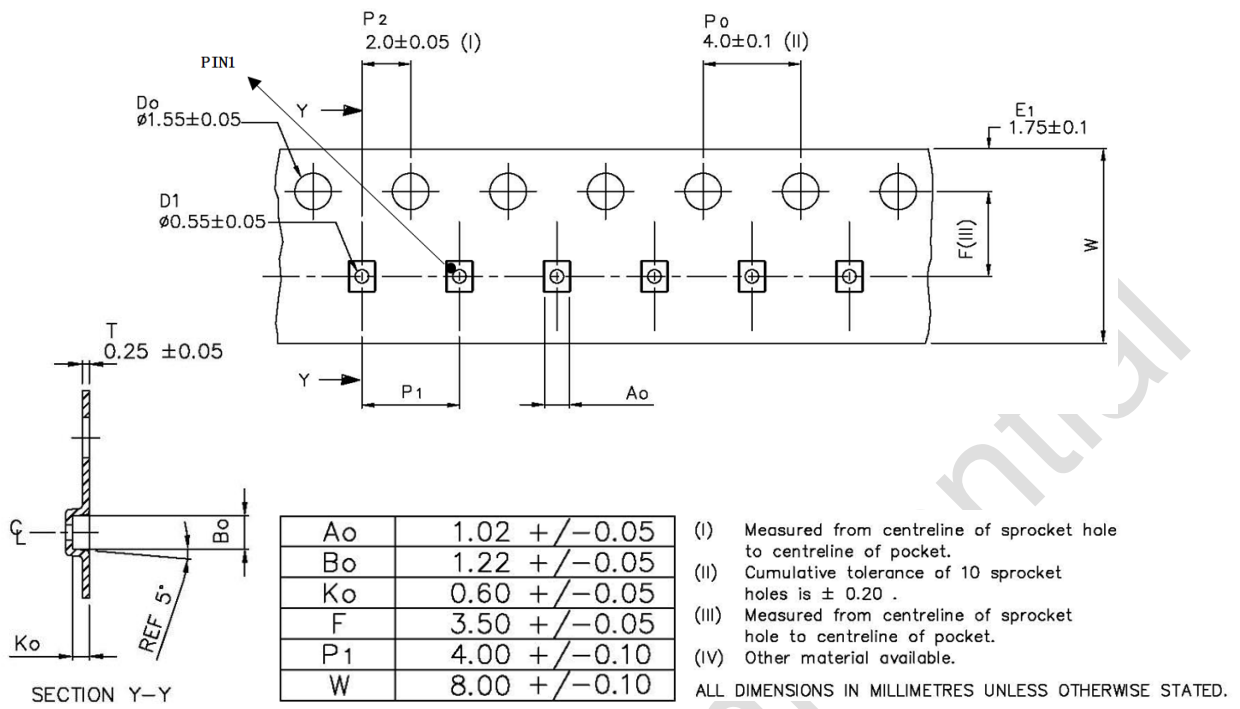 P2
2.0±0.05 (I)
Po
4.0±0.1 (II)
PIN1
Do
ø1.55±0.05
Y
E1
1.75±0.1
D1
ø0.55±0.05
F(III)
W
T
0.25 ±0.05
Y
P1
Ao
℄
Bo
REF 5°
Ko
SECTION Y-Y
Ao 1.02 +/-0.05
Bo 1.22 +/-0.05
Ko 0.60 +/-0.05
F 3.50 +/-0.05
P1 4.00 +/-0.10
W 8.00 +/-0.10
(I) Measured from centreline of sprocket hole
to centreline of pocket.
(II) Cumulative tolerance of 10 sprocket
holes is ± 0.20 .
(III) Measured from centreline of sprocket
hole to centreline of pocket.
(IV) Other material available.
ALL DIMENSIONS IN MILLIMETRES UNLESS OTHERWISE STATED.
ntial